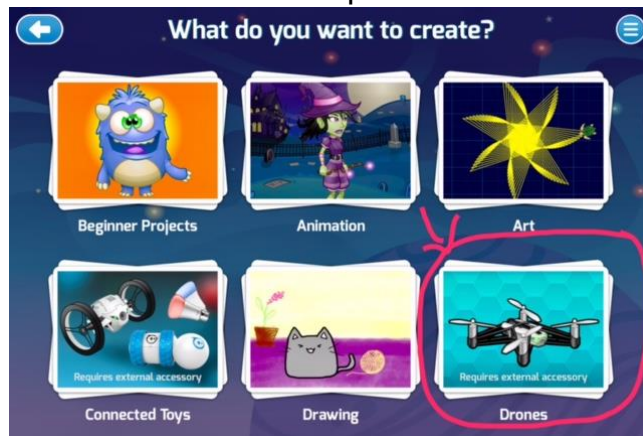 What do you want to create?
Beginner Projects
Animation
Art
Requires external accessory
Requires external accessory
Connected Toys
Drawing
Drones